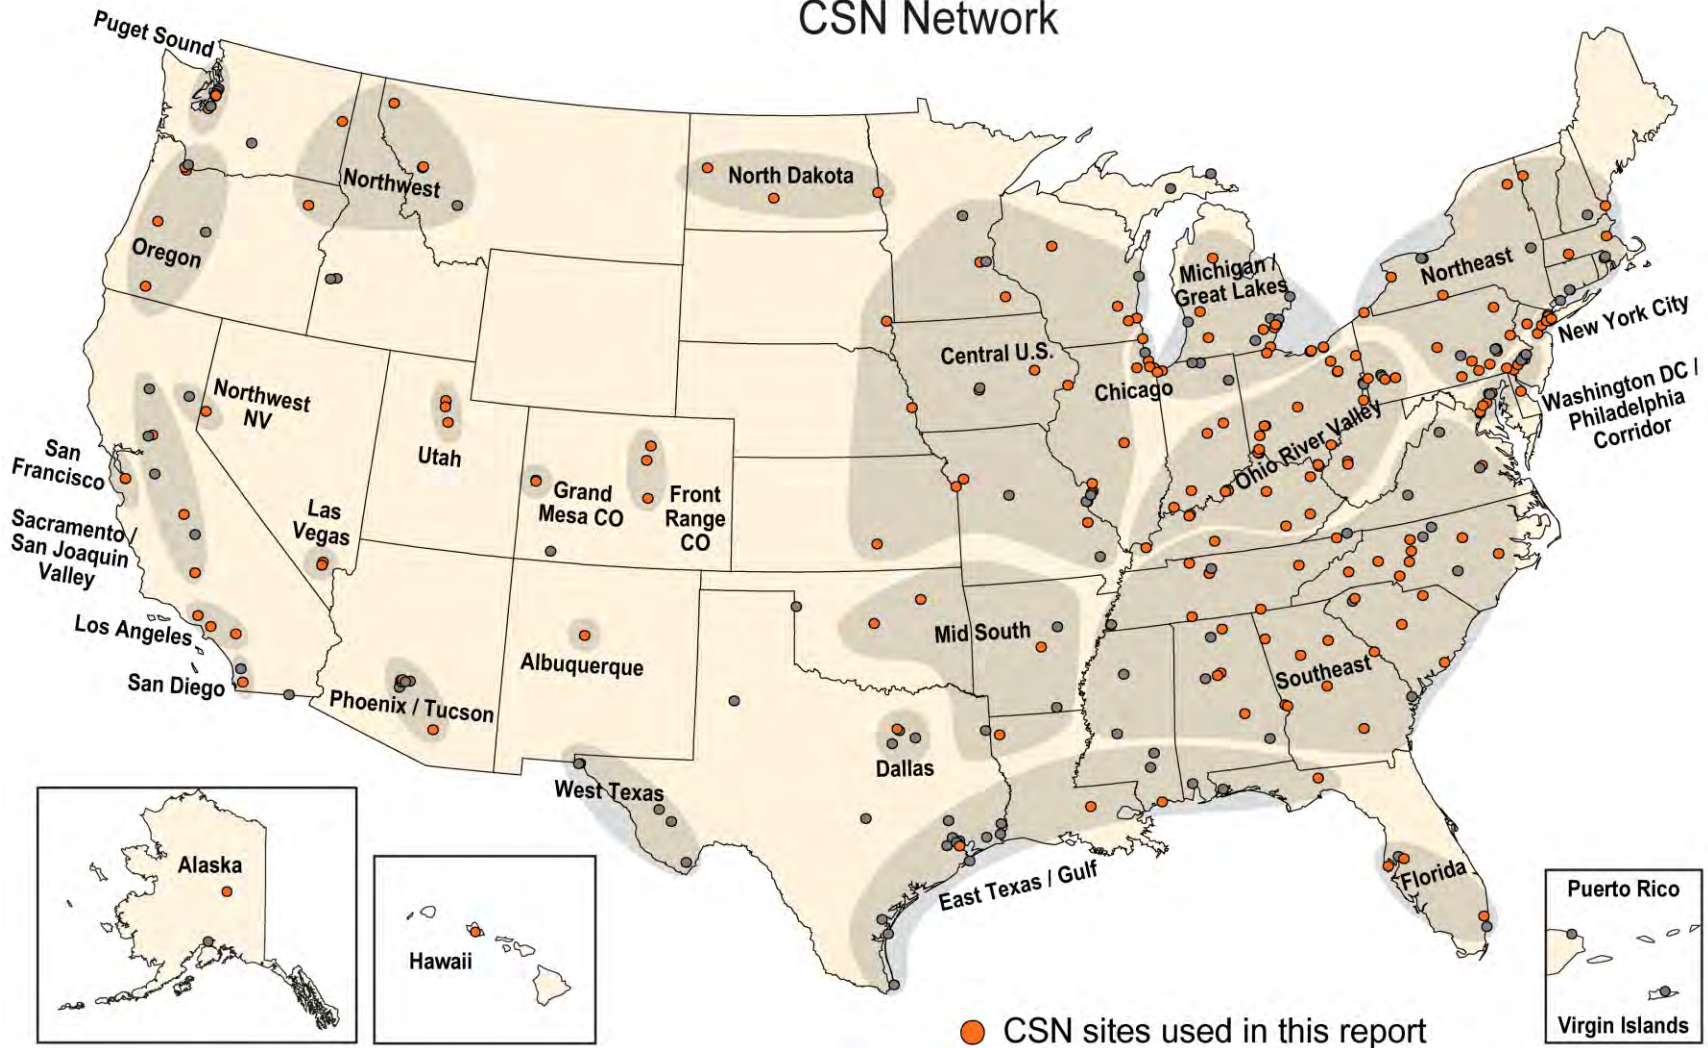 CSN Network
Puget Sound
Northwest
North Dakota
Oregon
Michigan /
Great Lakes
Northeast
New York City
Central U.S.
Chicago
Ohio River Valley
Washington DC /
Philadelphia
Corridor
Northwest
NV
Utah
San
Francisco
Grand
Mesa CO
Front
Range
CO
Las
Vegas
Sacramento /
San Joaquin
Valley
Los Angeles
Mid South
Albuquerque
San Diego
Phoenix / Tucson
Southeast
Dallas
West Texas
East Texas / Gulf
Florida
Alaska
Hawaii
Puerto Rico
Virgin Islands
CSN sites used in this report